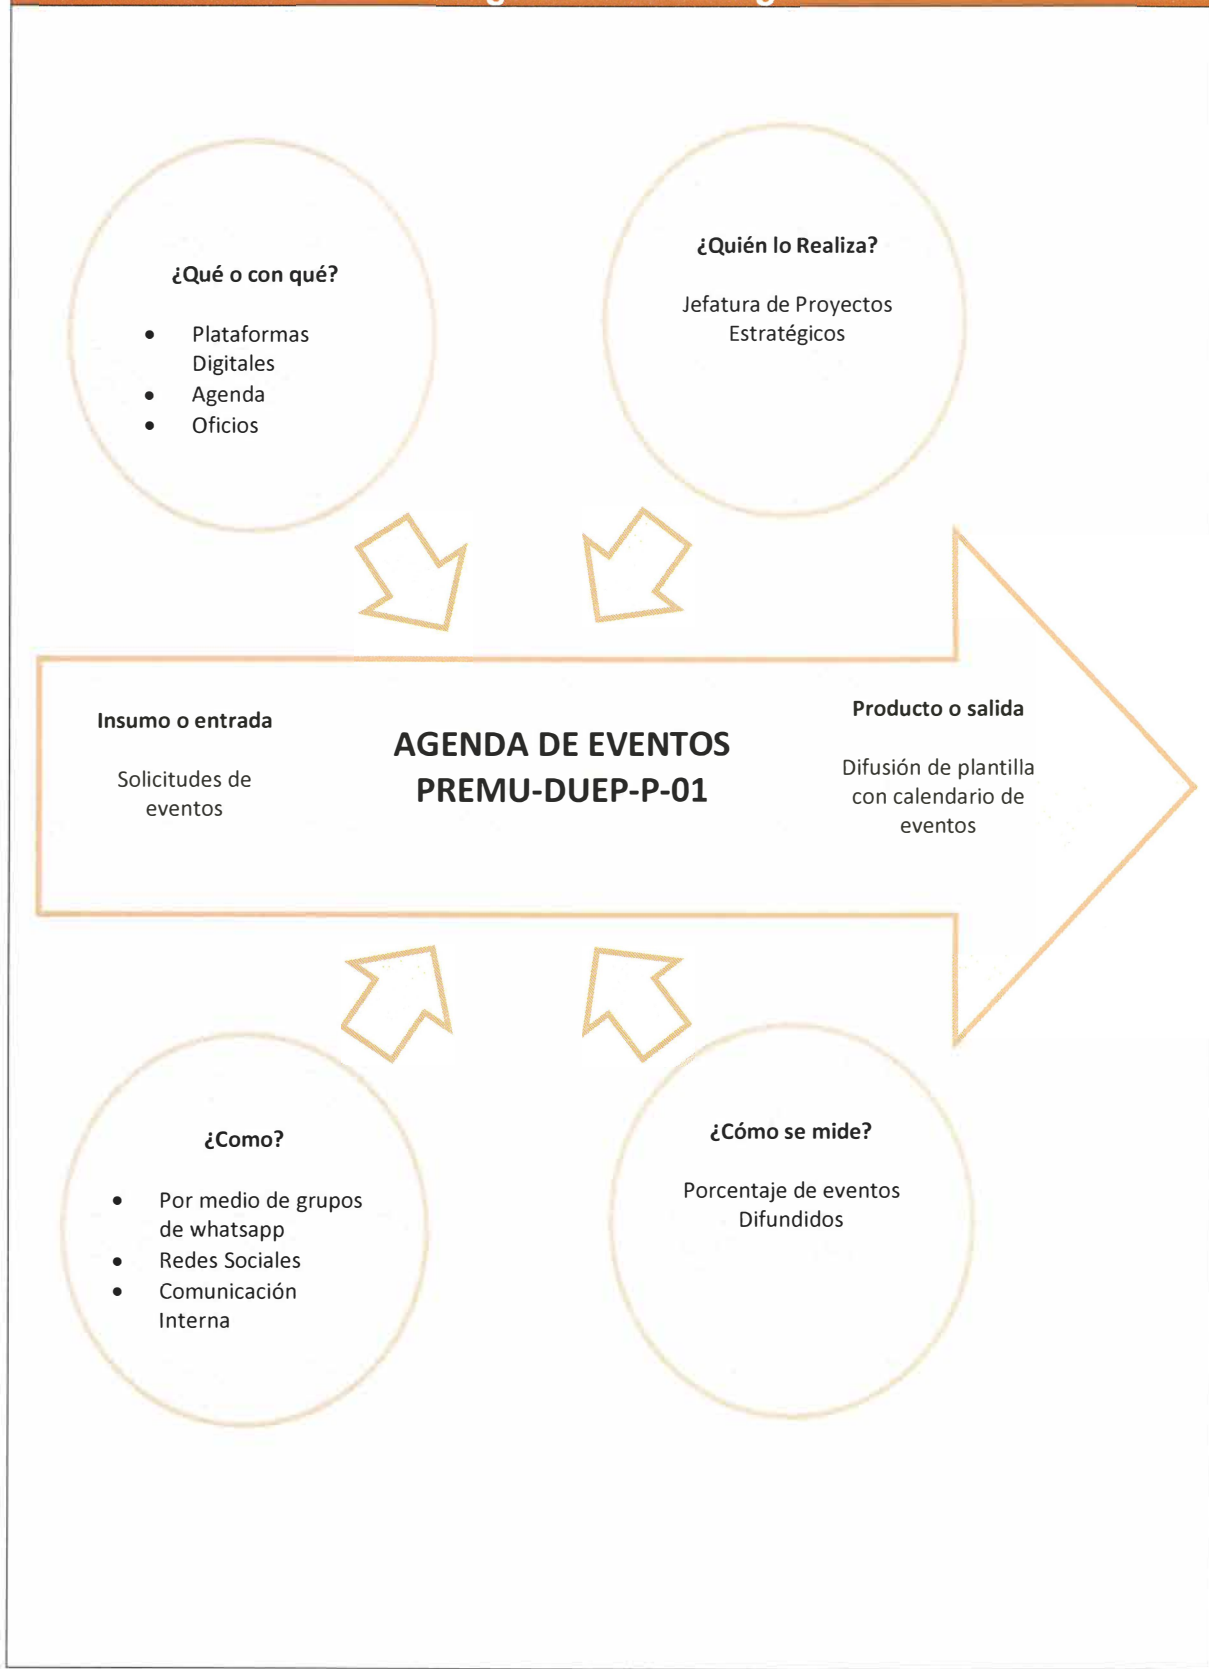 ¿Qué o con qué?
• Plataformas
Digitales
• Agenda
• Oficios
¿Quién lo Realiza?
Jefatura de Proyectos
Estratégicos
Insumo o entrada
Solicitudes de
eventos
AGENDA DE EVENTOS
PREMU-DUEP-P-01
Producto o salida
Difusión de plantilla
con calendario de
eventos
¿Como?
• Por medio de grupos
de whatsapp
• Redes Sociales
• Comunicación
Interna
¿Cómo se mide?
Porcentaje de eventos
Difundidos